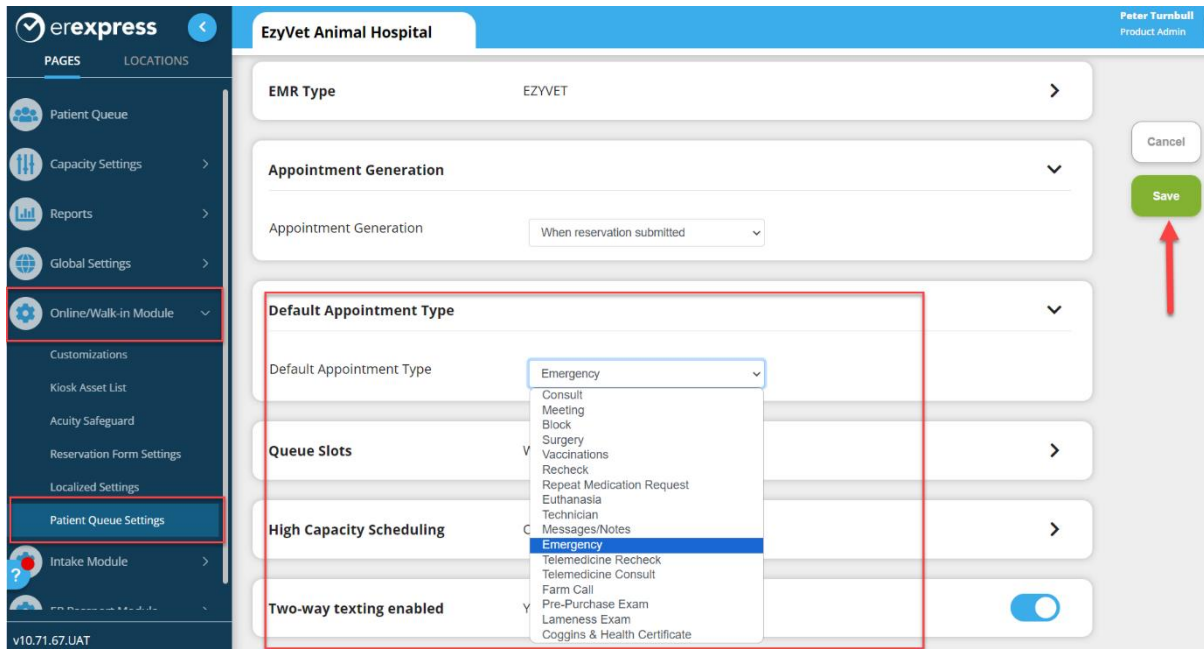 erexpress
PAGES
LOCATIONS
Patient Queue
Capacity Settings
Reports
Global Settings
Online/Walk-in Module
Customizations
Kiosk Asset List
Acuity Safeguard
Reservation Form Settings
Localized Settings
Patient Queue Settings
Intake Module
?
v10.71.67.UAT
EzyVet Animal Hospital
Peter Turnbull
Product Admin
EMR Type
EZYVET
Appointment Generation
Appointment Generation
When reservation submitted
Default Appointment Type
Default Appointment Type
Emergency
Consult
Meeting
Block
Surgery
Vaccinations
Recheck
Repeat Medication Request
Euthanasia
Technician
Messages/Notes
Emergency
Telemedicine Recheck
Telemedicine Consult
Farm Call
Pre-Purchase Exam
Lameness Exam
Coggins & Health Certificate
Queue Slots
High Capacity Scheduling
Two-way texting enabled
Cancel
Save